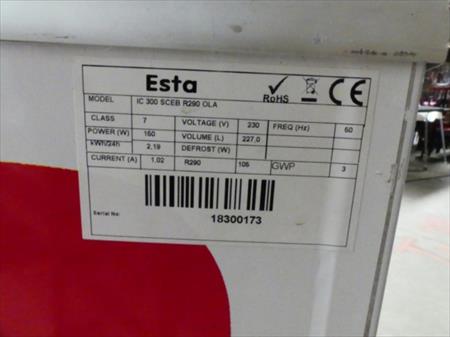 Esta
RoHS CE
MODEL IC 300 SCEB R290 OLA
CLASS 7 VOLTAGE (V) 230 FREQ (Hz) 50
POWER (W) 150 VOLUME (L) 227,0
kWh/24h 2,19 DEFROST (W)
CURRENT (A) 1,02 R290 105 GWP 3
Serial No:
18300173